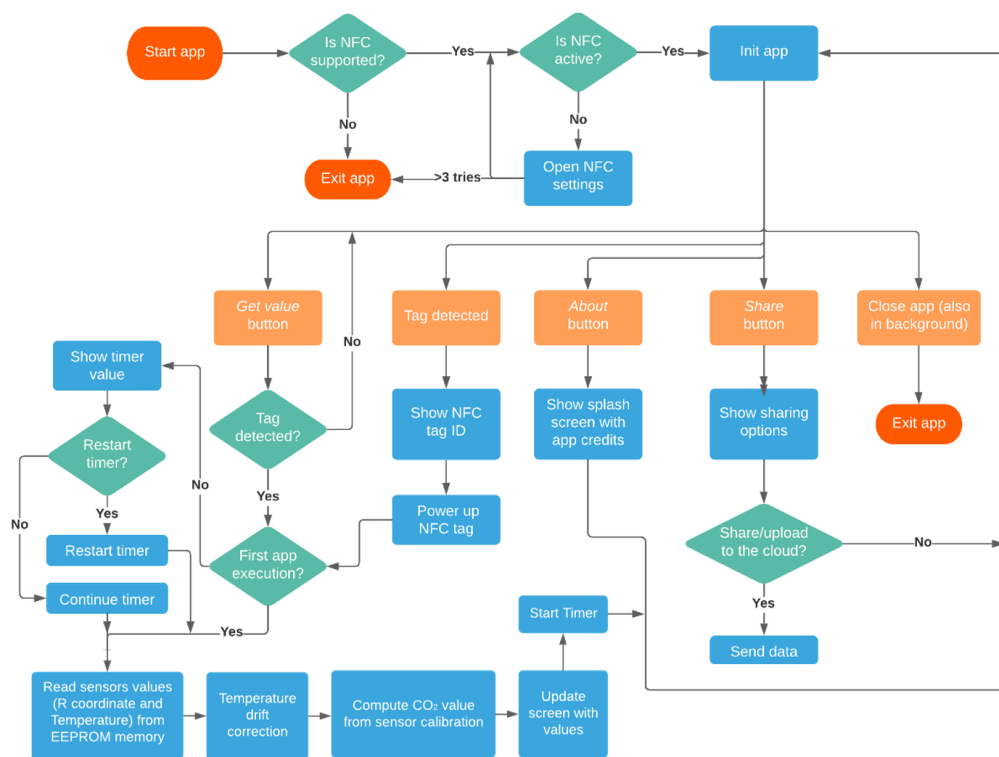 Start app
Is NFC
supported?
Yes
Is NFC
active?
Yes
Init app
No
No
Exit app
>3 tries
Open NFC
settings
Get value
button
Tag detected
About
button
Share
button
Close app (also
in background)
No
Show timer
value
Tag
detected?
Show NFC
tag ID
Show splash
screen with
app credits
Show sharing
options
Exit app
Restart
timer?
No
Yes
Power up
NFC tag
No
Yes
Restart timer
First app
execution?
Share/upload
to the cloud?
No
Continue timer
Yes
Start Timer
Yes
Send data
Read sensors values
(R coordinate and
Temperature) from
EEPROM memory
Temperature
drift
correction
Compute CO₂ value
from sensor calibration
Update
screen with
values